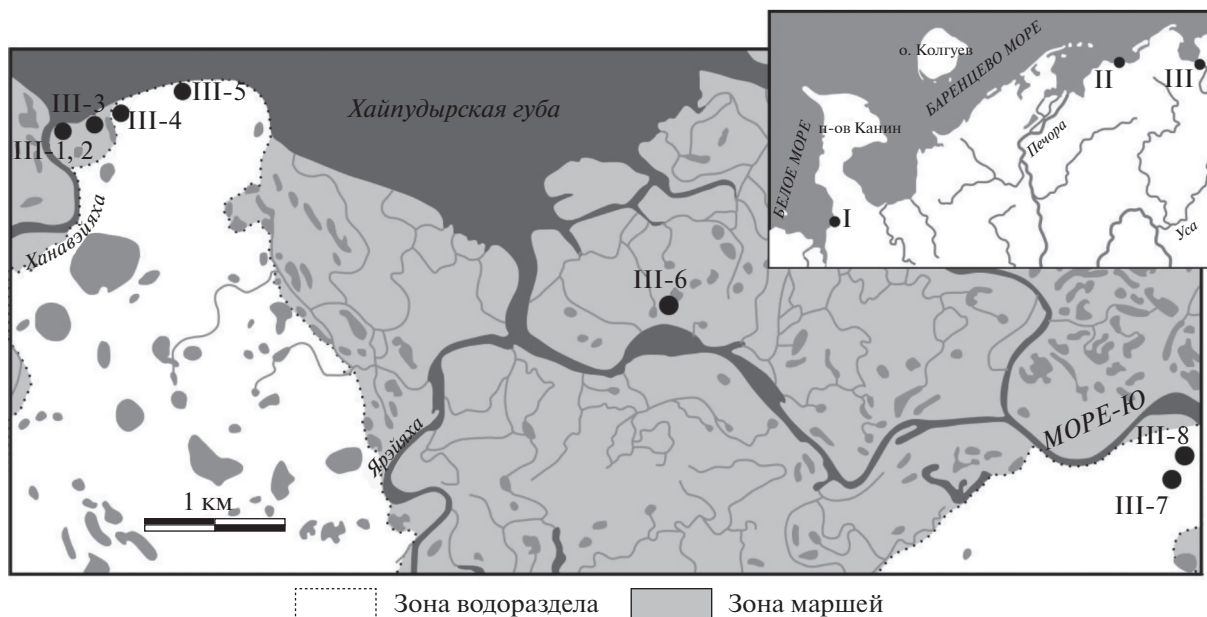 о. Колгуев
БАРЕНЦЕВО МОРЕ
II
III
п-ов Канин
Печора
БЕЛОЕ МОРЕ
I
Уса
III-5
III-3
III-4
III-1, 2
Хайпудырская губа
Ханавэйяха
III-6
Ярэйяха
МОРЕ-Ю
III-8
III-7
1 км
Зона водораздела
Зона маршей